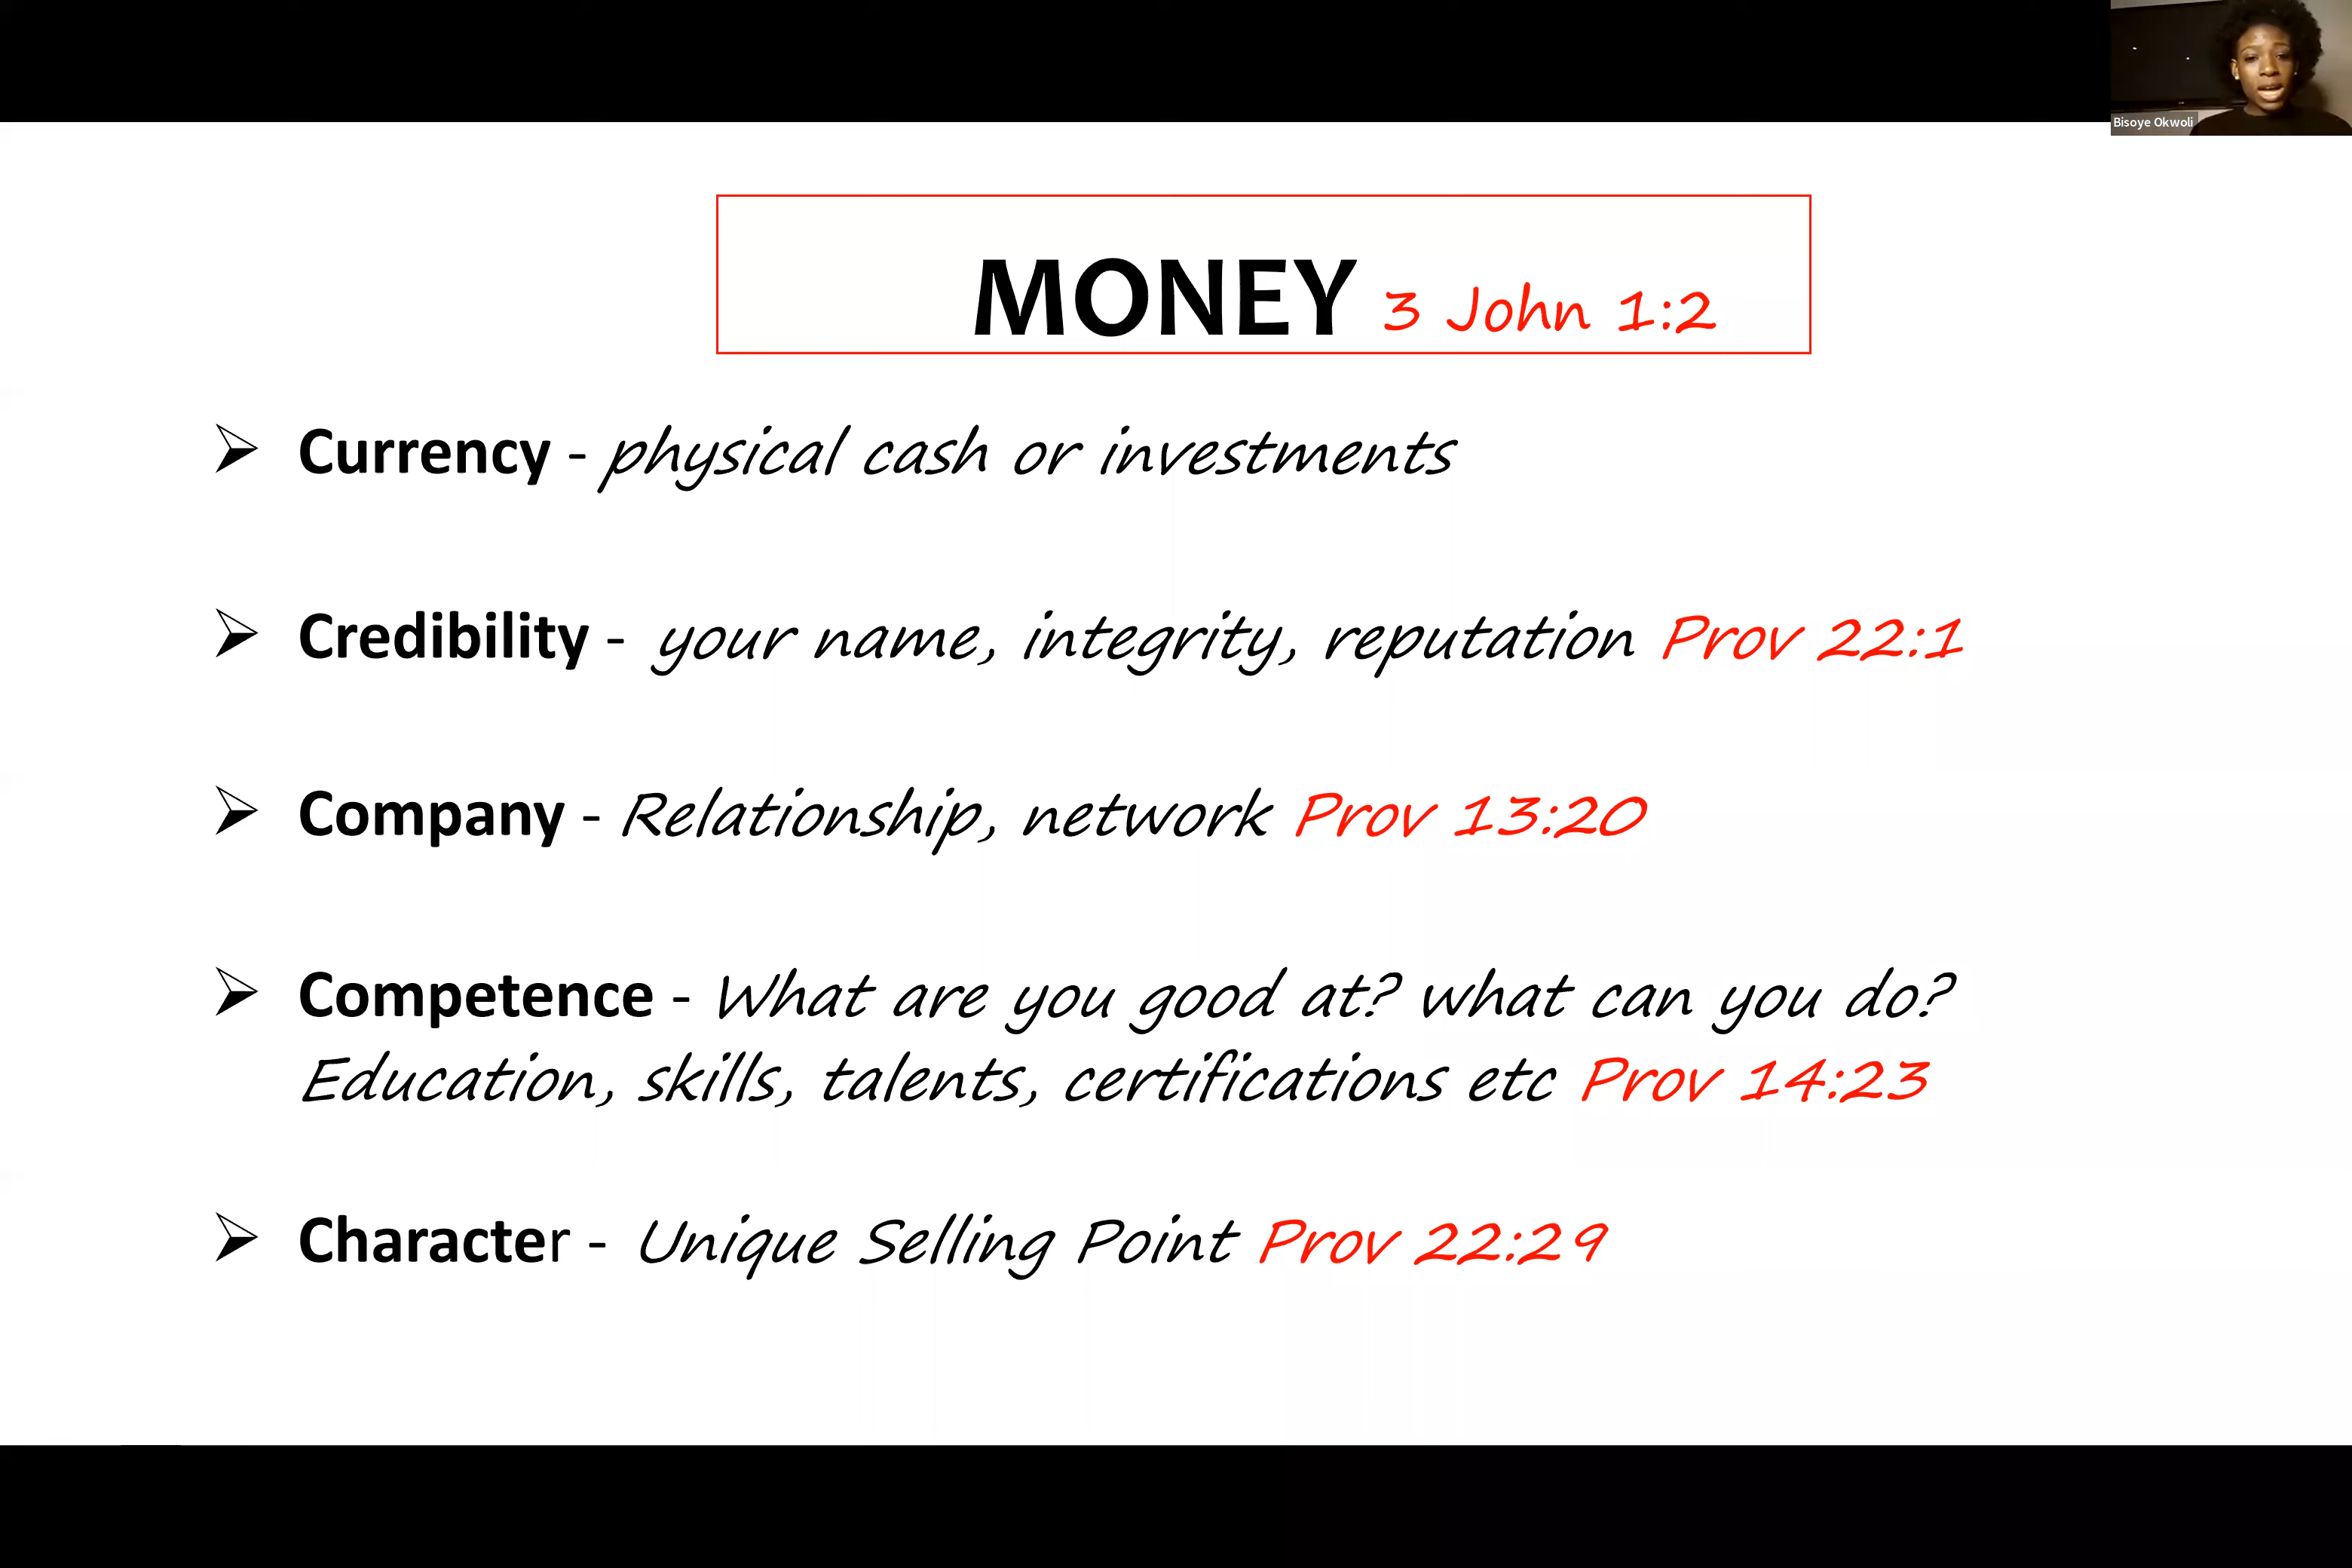 Bisoye Okwoli
MONEY 3 John 1:2
➢ Currency - physical cash or investments
➢ Credibility - your name, integrity, reputation Prov 22:1
➢ Company - Relationship, network Prov 13:20
➢ Competence - What are you good at? what can you do?
Education, skills, talents, certifications etc Prov 14:23
➢ Character - Unique Selling Point Prov 22:29